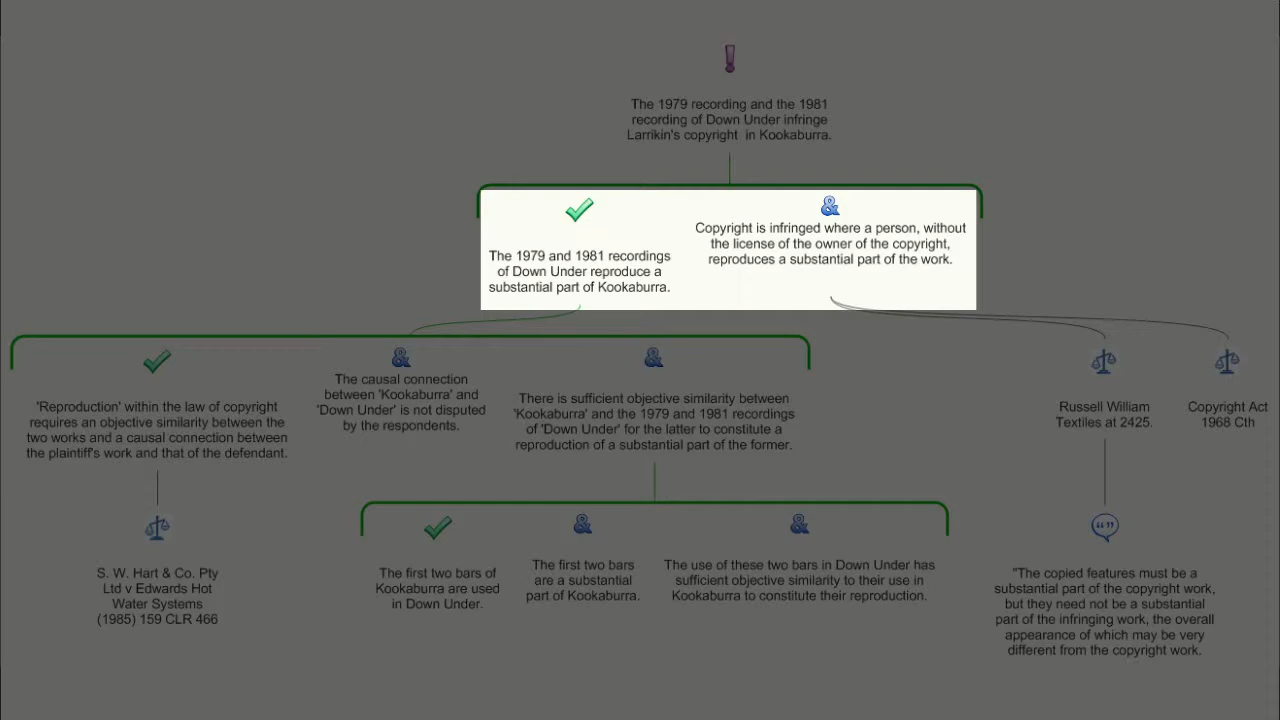 The 1979 recording and the 1981
recording of Down Under infringe
Larrikin's copyright in Kookaburra.
&
The 1979 and 1981 recordings
of Down Under reproduce a
substantial part of Kookaburra.
Copyright is infringed where a person, without
the license of the owner of the copyright,
reproduces a substantial part of the work.
&
&
'Reproduction' within the law of copyright
requires an objective similarity between the
two works and a causal connection between
the plaintiff's work and that of the defendant.
The causal connection
between 'Kookaburra' and
'Down Under' is not disputed
by the respondents.
There is sufficient objective similarity between
'Kookaburra' and the 1979 and 1981 recordings
of 'Down Under' for the latter to constitute a
reproduction of a substantial part of the former.
Russell William
Textiles at 2425.
Copyright Act
1968 Cth
&
&
S. W. Hart & Co. Pty
Ltd v Edwards Hot
Water Systems
(1985) 159 CLR 466
The first two bars of
Kookaburra are used
in Down Under.
The first two bars
are a substantial
part of Kookaburra.
The use of these two bars in Down Under has
sufficient objective similarity to their use in
Kookaburra to constitute their reproduction.
"The copied features must be a
substantial part of the copyright work,
but they need not be a substantial
part of the infringing work, the overall
appearance of which may be very
different from the copyright work.